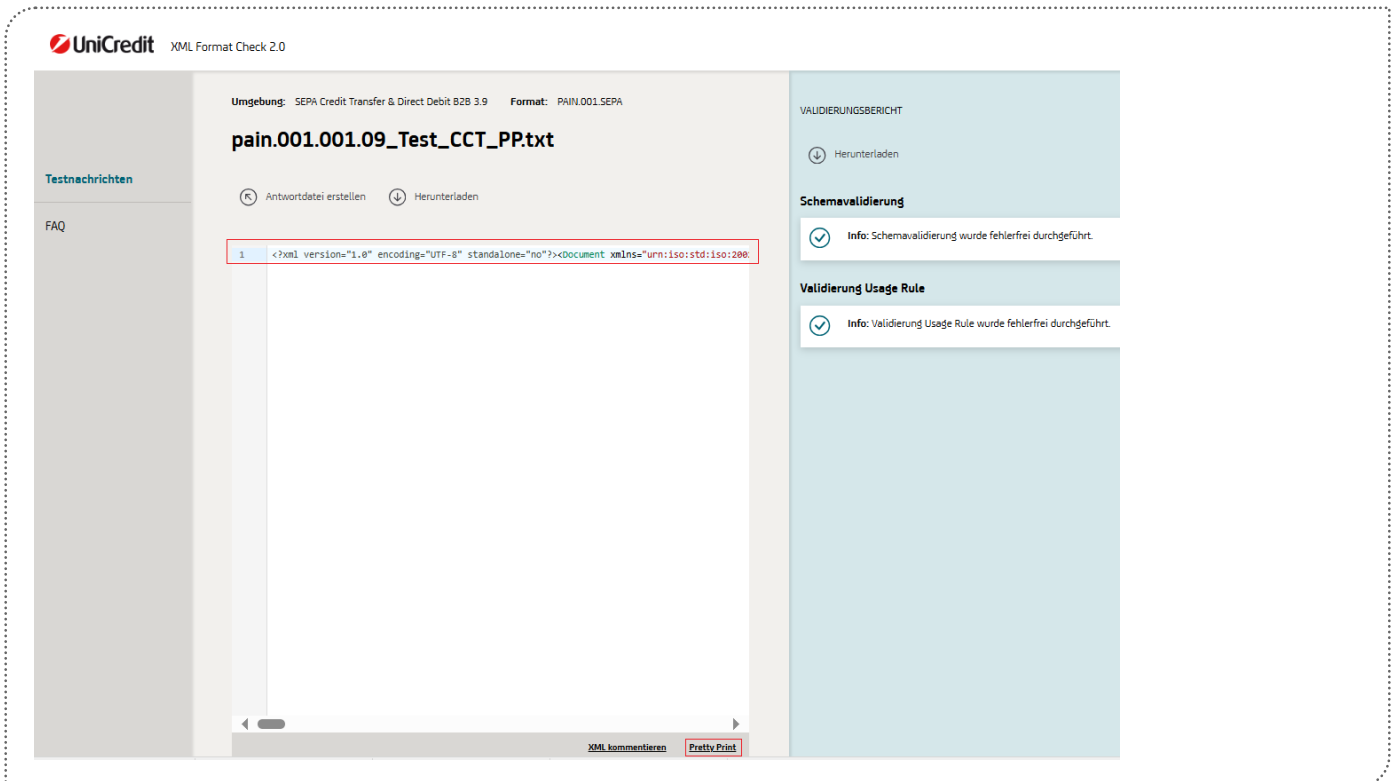 UniCredit XML Format Check 2.0
Testnachrichten
FAQ
Umgebung: SEPA Credit Transfer & Direct Debit B2B 3.9 Format: PAIN.001.SEPA
pain.001.001.09_Test_CCT_PP.txt
Antwortdatei erstellen Herunterladen
1 <?xml version="1.0" encoding="UTF-8" standalone="no"?><Document xmlns="urn:iso:std:iso:200
XML kommentieren Pretty Print
VALIDIERUNGSBERICHT
Herunterladen
Schemavalidierung
Info: Schemavalidierung wurde fehlerfrei durchgeführt.
Validierung Usage Rule
Info: Validierung Usage Rule wurde fehlerfrei durchgeführt.